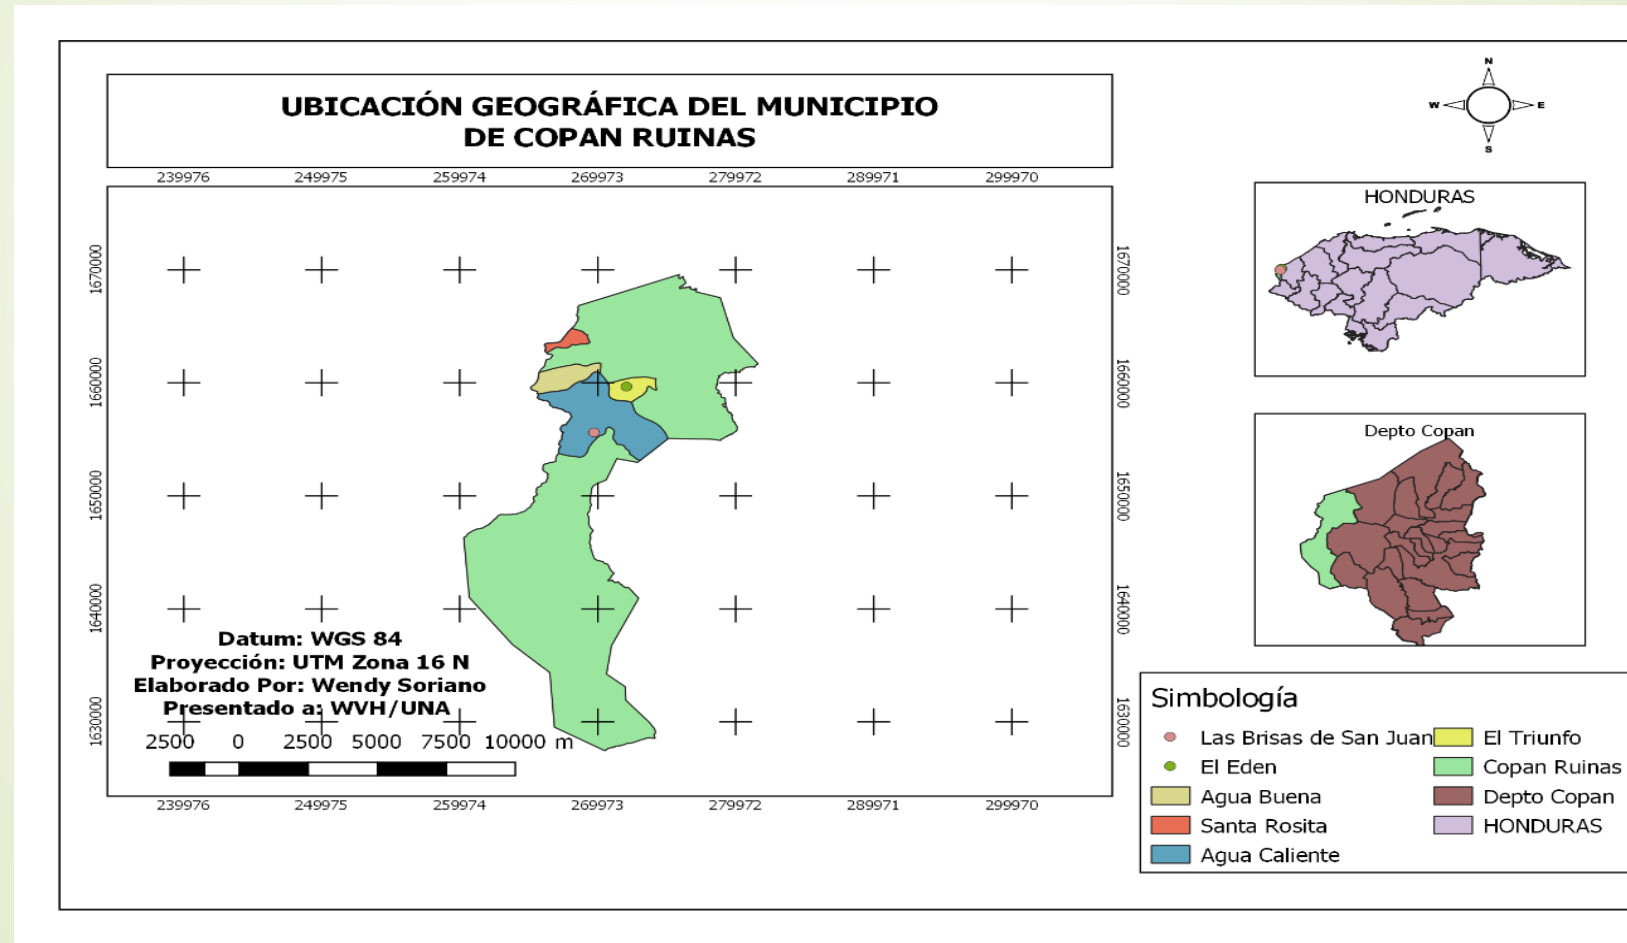 UBICACIÓN GEOGRÁFICA DEL MUNICIPIO
DE COPAN RUINAS
N
W E
S
239976 249975 259974 269973 279972 289971 299970
1670000 1670000
1660000 1660000
1650000 1650000
1640000 1640000
1630000 1630000
Datum: WGS 84
Proyección: UTM Zona 16 N
Elaborado Por: Wendy Soriano
Presentado a: WVH/UNA
2500 0 2500 5000 7500 10000 m
239976 249975 259974 269973 279972 289971 299970
HONDURAS
Depto Copan
Simbología
Las Brisas de San Juan
El Eden
Agua Buena
Santa Rosita
Agua Caliente
El Triunfo
Copan Ruinas
Depto Copan
HONDURAS